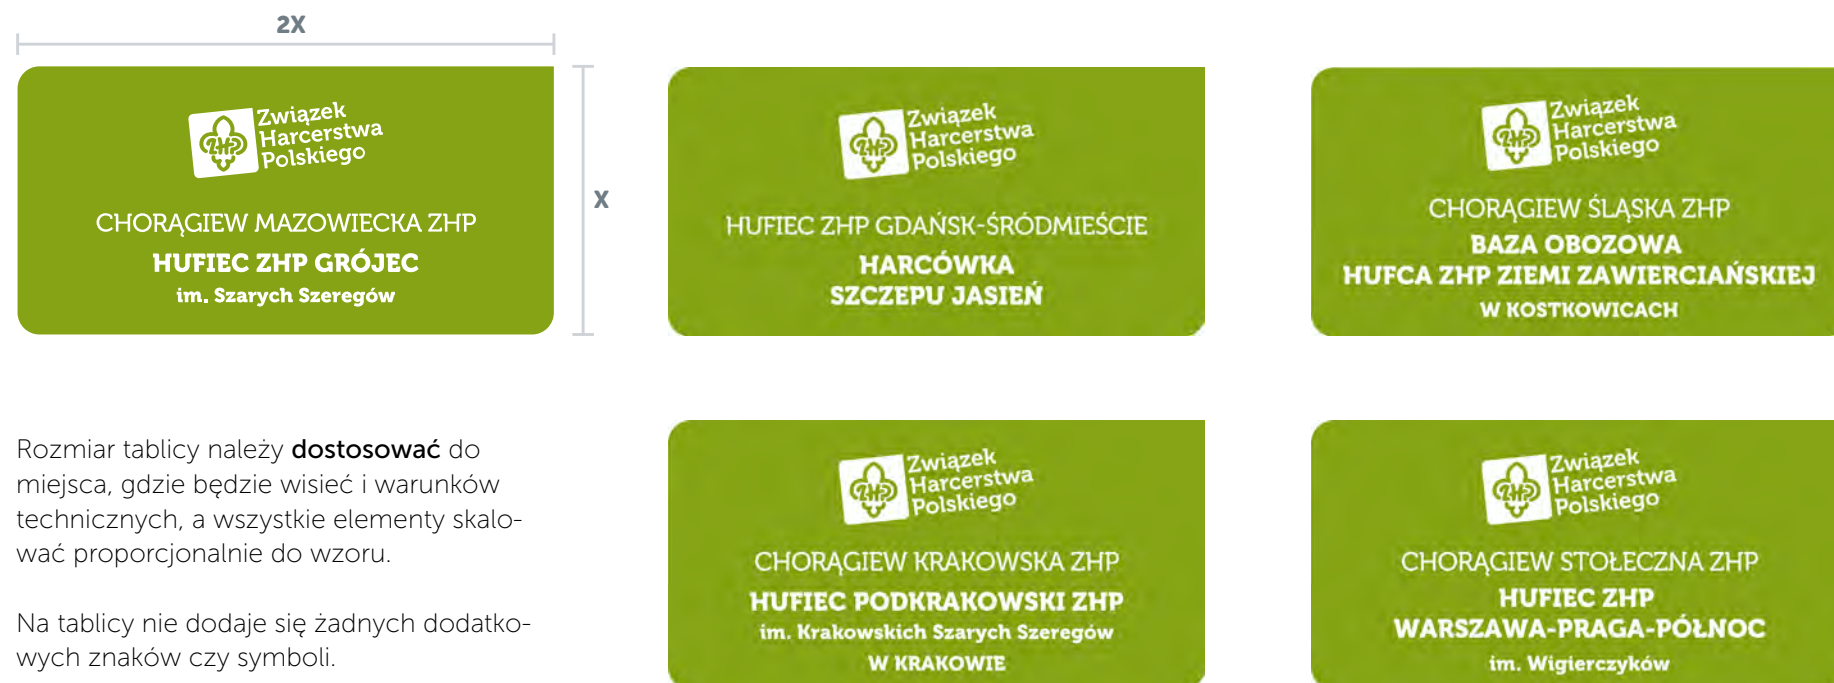 2X
X
Związek
Harcerstwa
Polskiego
CHORĄGIEW MAZOWIECKA ZHP
HUFIEC ZHP GRÓJEC
im. Szarych Szeregów
Związek
Harcerstwa
Polskiego
HUFIEC ZHP GDAŃSK-ŚRÓDMIEŚCIE
HARCÓWKA
SZCZEPU JASIEŃ
Związek
Harcerstwa
Polskiego
CHORĄGIEW ŚLĄSKA ZHP
BAZA OBOZOWA
HUFCA ZHP ZIEMI ZAWIERCIAŃSKIEJ
W KOSTKOWICACH
Rozmiar tablicy należy dostosować do
miejsca, gdzie będzie wisieć i warunków
technicznych, a wszystkie elementy skalo-
wać proporcjonalnie do wzoru.
Na tablicy nie dodaje się żadnych dodatko-
wych znaków czy symboli.
Związek
Harcerstwa
Polskiego
CHORĄGIEW KRAKOWSKA ZHP
HUFIEC PODKRAKOWSKI ZHP
im. Krakowskich Szarych Szeregów
W KRAKOWIE
Związek
Harcerstwa
Polskiego
CHORĄGIEW STOŁECZNA ZHP
HUFIEC ZHP
WARSZAWA-PRAGA-PÓŁNOC
im. Wigierczyków